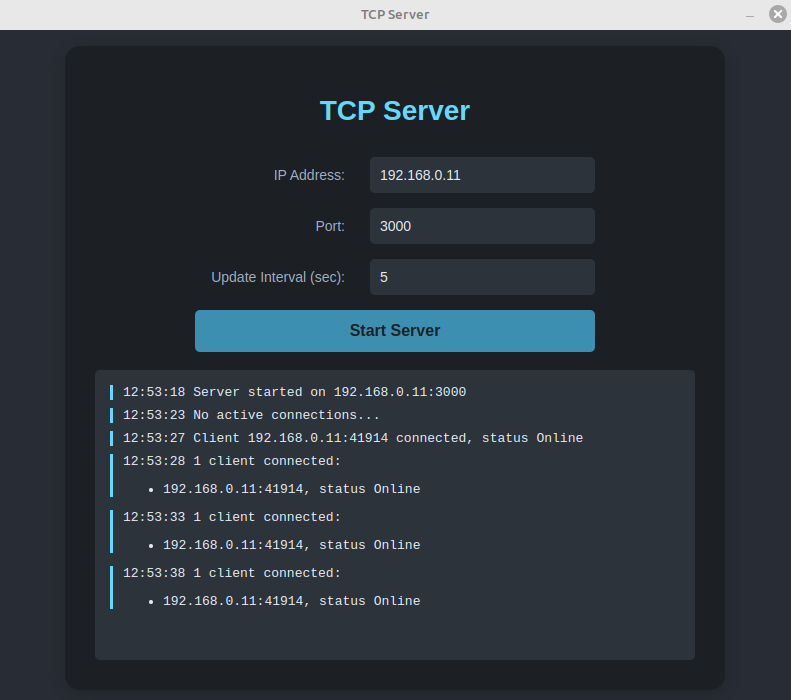 TCP Server
TCP Server
IP Address: 192.168.0.11
Port: 3000
Update Interval (sec): 5
Start Server
12:53:18 Server started on 192.168.0.11:3000
12:53:23 No active connections...
12:53:27 Client 192.168.0.11:41914 connected, status Online
12:53:28 1 client connected:
• 192.168.0.11:41914, status Online
12:53:33 1 client connected:
• 192.168.0.11:41914, status Online
12:53:38 1 client connected:
• 192.168.0.11:41914, status Online